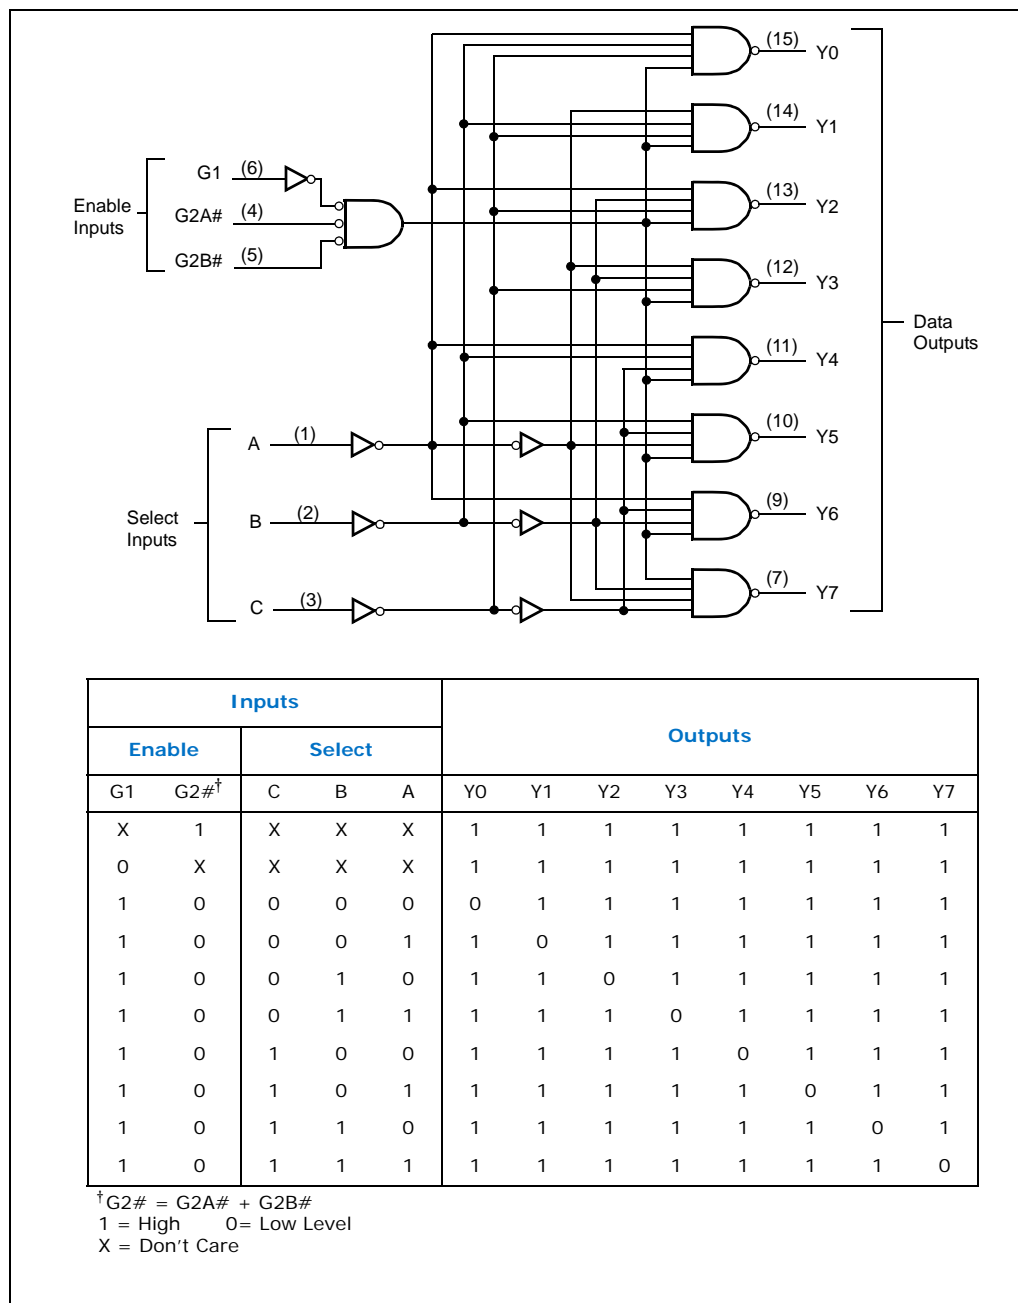 (15) Y0
(14) Y1
G1 (6)
(13) Y2
Enable
Inputs
G2A# (4)
G2B# (5)
(12) Y3
Data
Outputs
(11) Y4
(10) Y5
A (1)
(9) Y6
Select
Inputs
B (2)
(7) Y7
C (3)
Inputs
Outputs
Enable Select
G1 G2#† C B A Y0 Y1 Y2 Y3 Y4 Y5 Y6 Y7
X 1 X X X 1 1 1 1 1 1 1 1
0 X X X X 1 1 1 1 1 1 1 1
1 0 0 0 0 0 1 1 1 1 1 1 1
1 0 0 0 1 1 0 1 1 1 1 1 1
1 0 0 1 0 1 1 0 1 1 1 1 1
1 0 0 1 1 1 1 1 0 1 1 1 1
1 0 1 0 0 1 1 1 1 0 1 1 1
1 0 1 0 1 1 1 1 1 1 0 1 1
1 0 1 1 0 1 1 1 1 1 1 0 1
1 0 1 1 1 1 1 1 1 1 1 1 0
†G2# = G2A# + G2B#
1 = High 0= Low Level
X = Don't Care